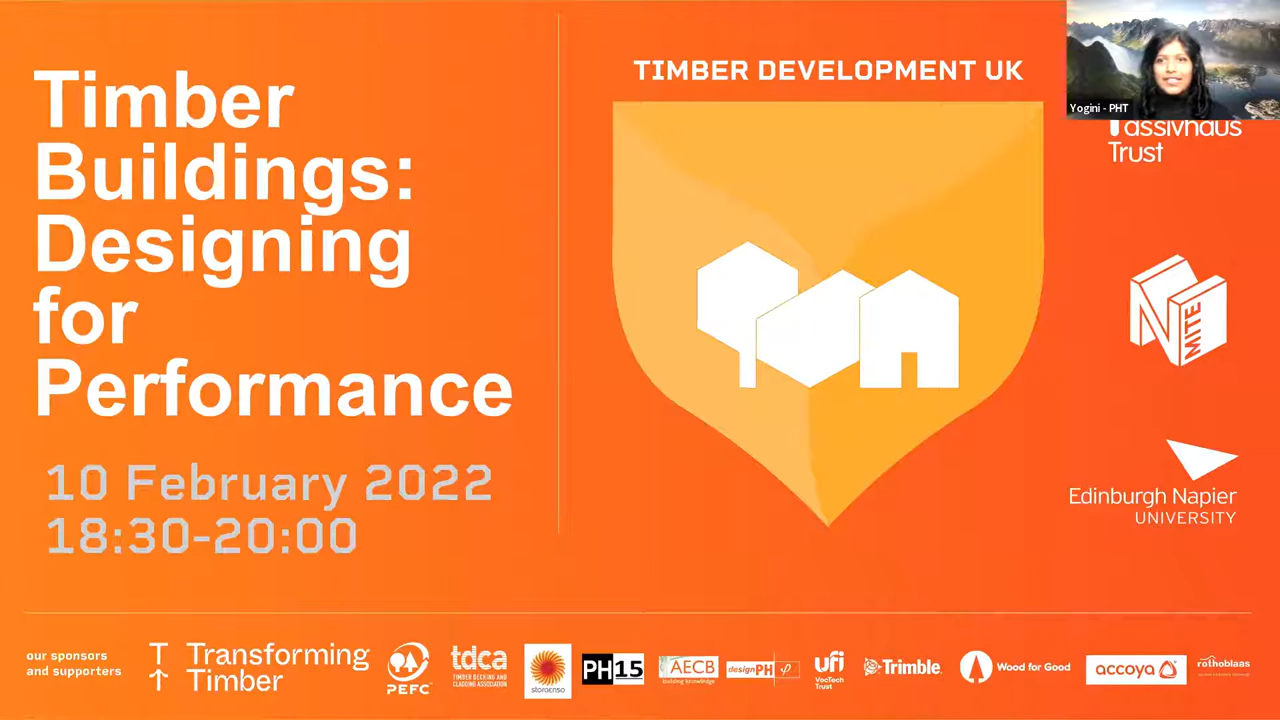 Timber
Buildings:
Designing
for
Performance
10 February 2022
18:30-20:00
TIMBER DEVELOPMENT UK
Yogini - PHT
Trust
N
MITE
Edinburgh Napier
UNIVERSITY
our sponsors
and supporters
Transforming
Timber
PEFC
tdca
TIMBER DECKING AND
CLADDING ASSOCIATION
storaenso
PH15
AECB
building knowledge
designPH
ufi
VocTech
Trust
Trimble
Wood for Good
accoya
rothoblaas